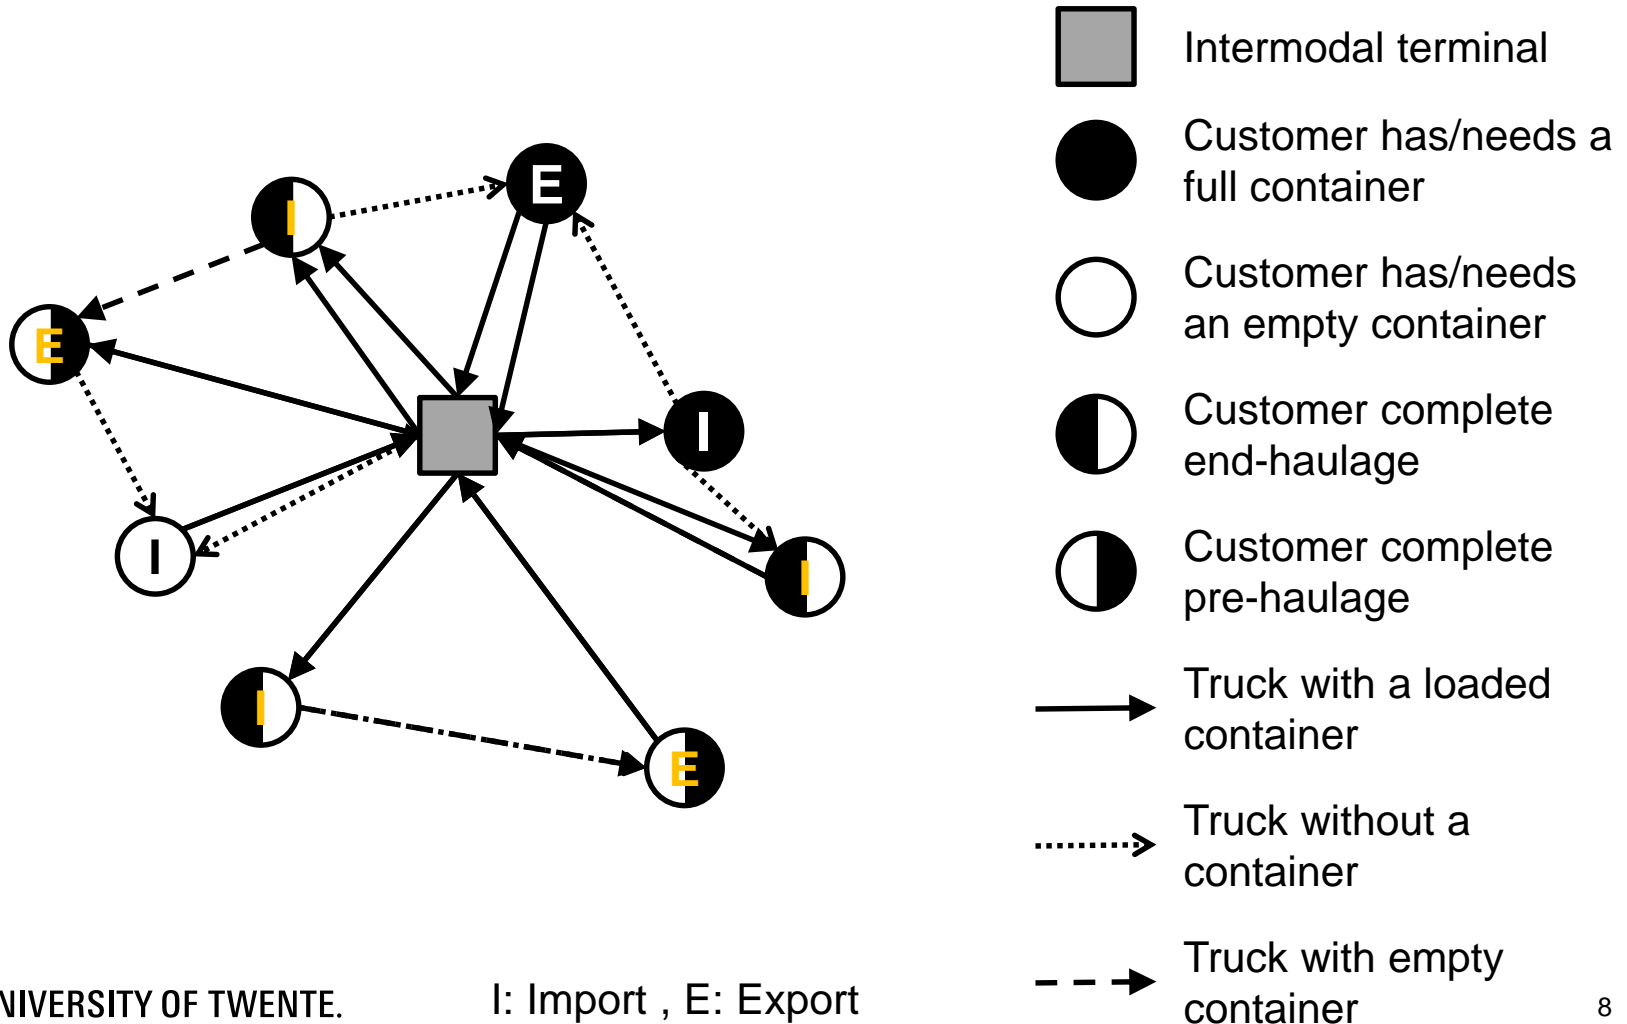 Intermodal terminal
Customer has/needs a
full container
Customer has/needs
an empty container
Customer complete
end-haulage
Customer complete
pre-haulage
Truck with a loaded
container
Truck without a
container
Truck with empty
container
E
I
E
I
I
I
I
E
NIVERSITY OF TWENTE.
I: Import , E: Export
8